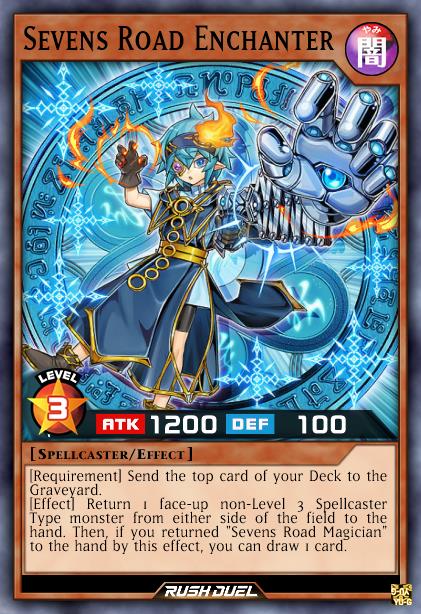 SEVENS ROAD ENCHANTER
やみ
闇
LEVEL
3
ATK 1200 DEF 100
[SPELLCASTER/EFFECT]
[Requirement] Send the top card of your Deck to the
Graveyard.
[Effect] Return 1 face-up non-Level 3 Spellcaster
Type monster from either side of the field to
the hand. Then, if you returned "Sevens Road Magician"
to the hand by this effect, you can draw 1 card.
RUSH DUEL